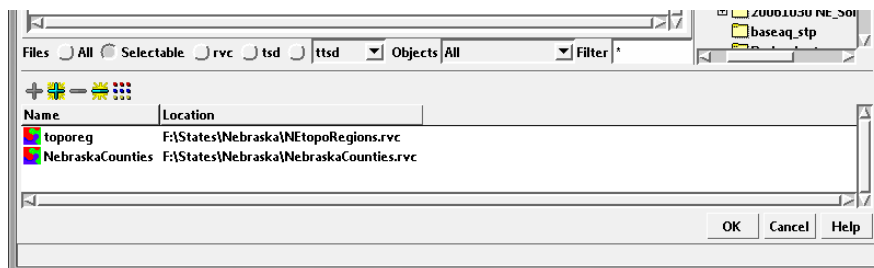 20061030 NE_Sol
baseaq_stp
Files All Selectable rvc tsd ttsd Objects All Filter *
Name Location
toporeg F:\States\Nebraska\NEtopoRegions.rvc
NebraskaCounties F:\States\Nebraska\NebraskaCounties.rvc
OK Cancel Help